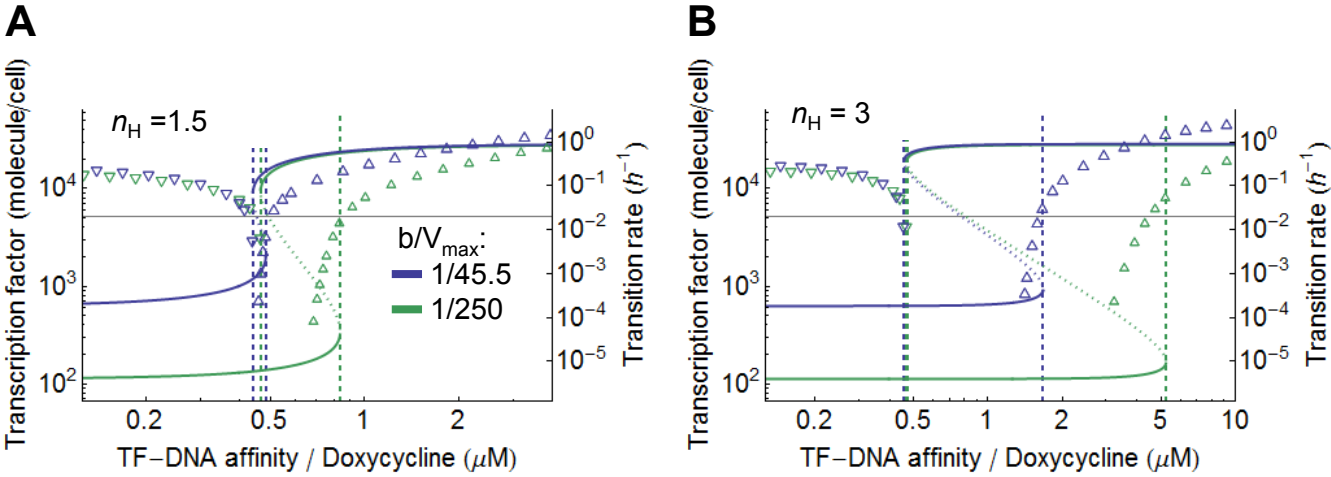 A
n_H =1.5
Transcription factor (molecule/cell)
10^4
10^3
10^2
10^0
10^-1
10^-2
10^-3
10^-4
10^-5
Transition rate (h^-1)
b/V_max:
1/45.5
1/250
0.2 0.5 1 2
TF-DNA affinity / Doxycycline (μM)
B
n_H = 3
Transcription factor (molecule/cell)
10^4
10^3
10^2
10^0
10^-1
10^-2
10^-3
10^-4
10^-5
Transition rate (h^-1)
0.2 0.5 1 2 5 10
TF-DNA affinity / Doxycycline (μM)